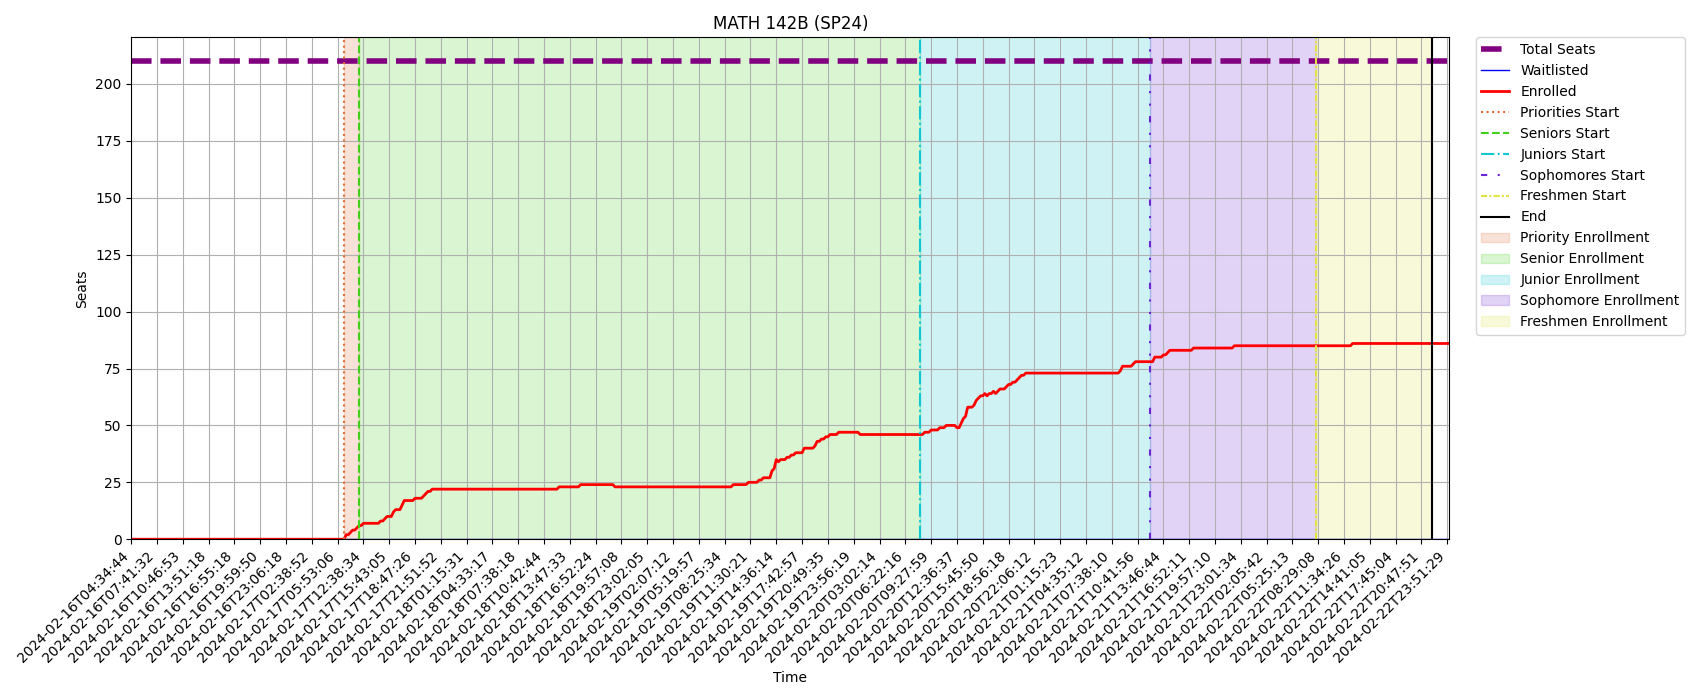 MATH 142B (SP24)
Seats
200
175
150
125
100
75
50
25
0
2024-02-16T04:34:44
2024-02-16T07:41:32
2024-02-16T10:46:53
2024-02-16T13:51:18
2024-02-16T16:55:18
2024-02-16T19:59:50
2024-02-16T23:06:18
2024-02-17T02:38:52
2024-02-17T05:53:06
2024-02-17T12:38:34
2024-02-17T15:43:05
2024-02-17T18:47:26
2024-02-17T21:51:52
2024-02-18T01:15:31
2024-02-18T04:33:17
2024-02-18T07:38:18
2024-02-18T10:42:44
2024-02-18T13:47:33
2024-02-18T16:52:24
2024-02-18T19:57:08
2024-02-18T23:02:05
2024-02-19T02:07:12
2024-02-19T05:19:57
2024-02-19T08:25:34
2024-02-19T11:30:21
2024-02-19T14:36:14
2024-02-19T17:42:57
2024-02-19T20:49:35
2024-02-19T23:56:19
2024-02-20T03:02:14
2024-02-20T06:22:16
2024-02-20T09:27:59
2024-02-20T12:36:37
2024-02-20T15:45:50
2024-02-20T18:56:18
2024-02-20T22:06:12
2024-02-21T01:15:23
2024-02-21T04:35:12
2024-02-21T07:38:10
2024-02-21T10:41:56
2024-02-21T13:46:44
2024-02-21T16:52:11
2024-02-21T19:57:10
2024-02-21T23:01:34
2024-02-22T02:05:42
2024-02-22T05:25:13
2024-02-22T08:29:08
2024-02-22T11:34:26
2024-02-22T14:41:05
2024-02-22T17:45:04
2024-02-22T20:47:51
2024-02-22T23:51:29
Time
Total Seats
Waitlisted
Enrolled
Priorities Start
Seniors Start
Juniors Start
Sophomores Start
Freshmen Start
End
Priority Enrollment
Senior Enrollment
Junior Enrollment
Sophomore Enrollment
Freshmen Enrollment